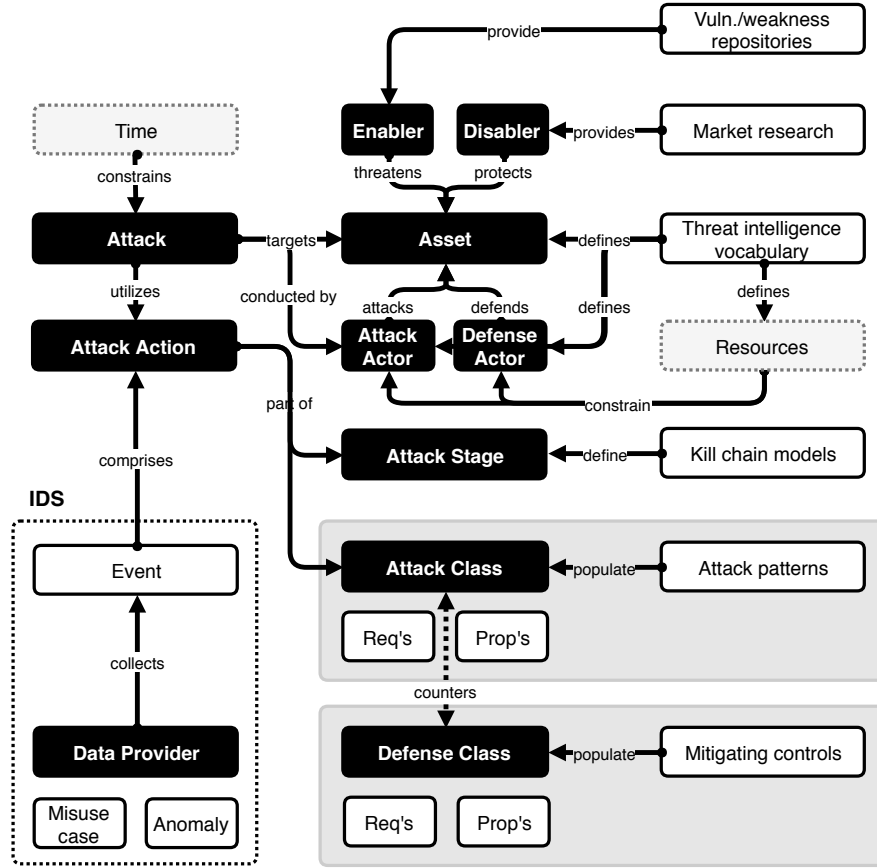 provide
Vuln./weakness
repositories
Time
Enabler
Disabler
provides
Market research
constrains
threatens
protects
Attack
targets
Asset
defines
Threat intelligence
vocabulary
utilizes
conducted by
attacks
defends
defines
defines
Attack Action
Attack
Actor
Defense
Actor
Resources
part of
constrain
comprises
Attack Stage
define
Kill chain models
IDS
Event
Attack Class
populate
Attack patterns
Req's
Prop's
collects
counters
Data Provider
Defense Class
populate
Mitigating controls
Misuse
case
Anomaly
Req's
Prop's